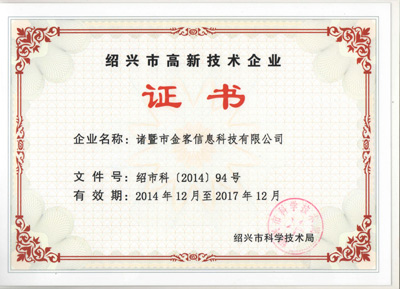 绍兴市高新技术企业
证书
企业名称：诸暨市金客信息科技有限公司
文件号：绍市科〔2014〕94号
有效期：2014年12月至2017年12月
绍兴市科学技术局